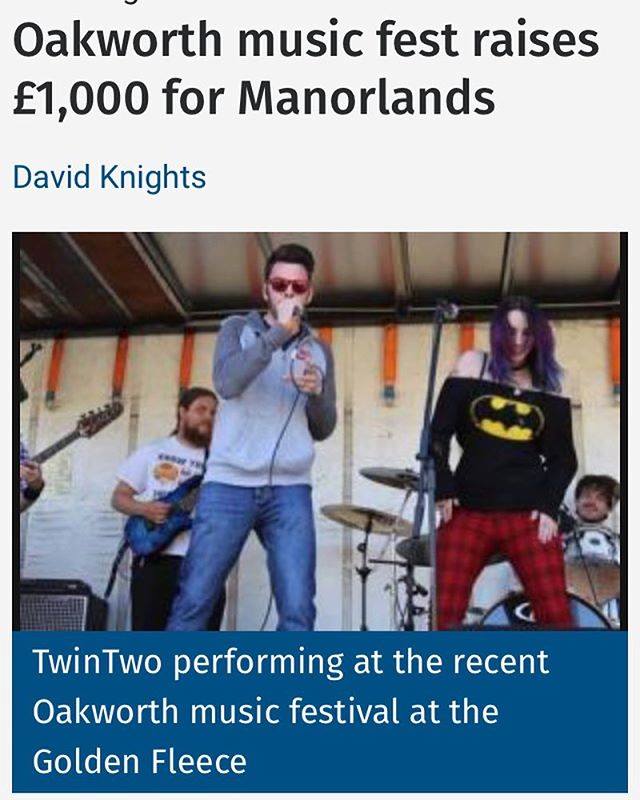 Oakworth music fest raises
£1,000 for Manorlands
David Knights
TwinTwo performing at the recent
Oakworth music festival at the
Golden Fleece